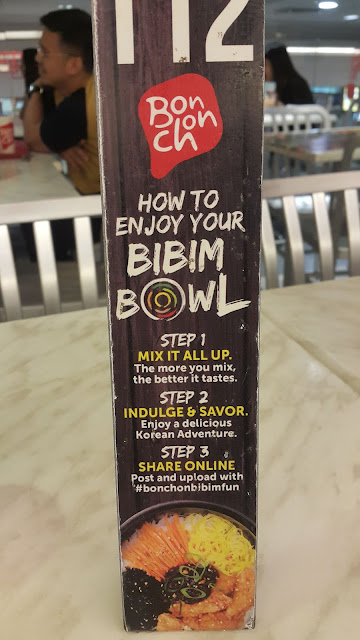 112
Bon
Chon
HOW TO
ENJOY YOUR
BIBIM
BOWL
STEP 1
MIX IT ALL UP.
The more you mix,
the better it tastes.
STEP 2
INDULGE & SAVOR.
Enjoy a delicious
Korean Adventure.
STEP 3
SHARE ONLINE
Post and upload with
#bonchonbibimfun